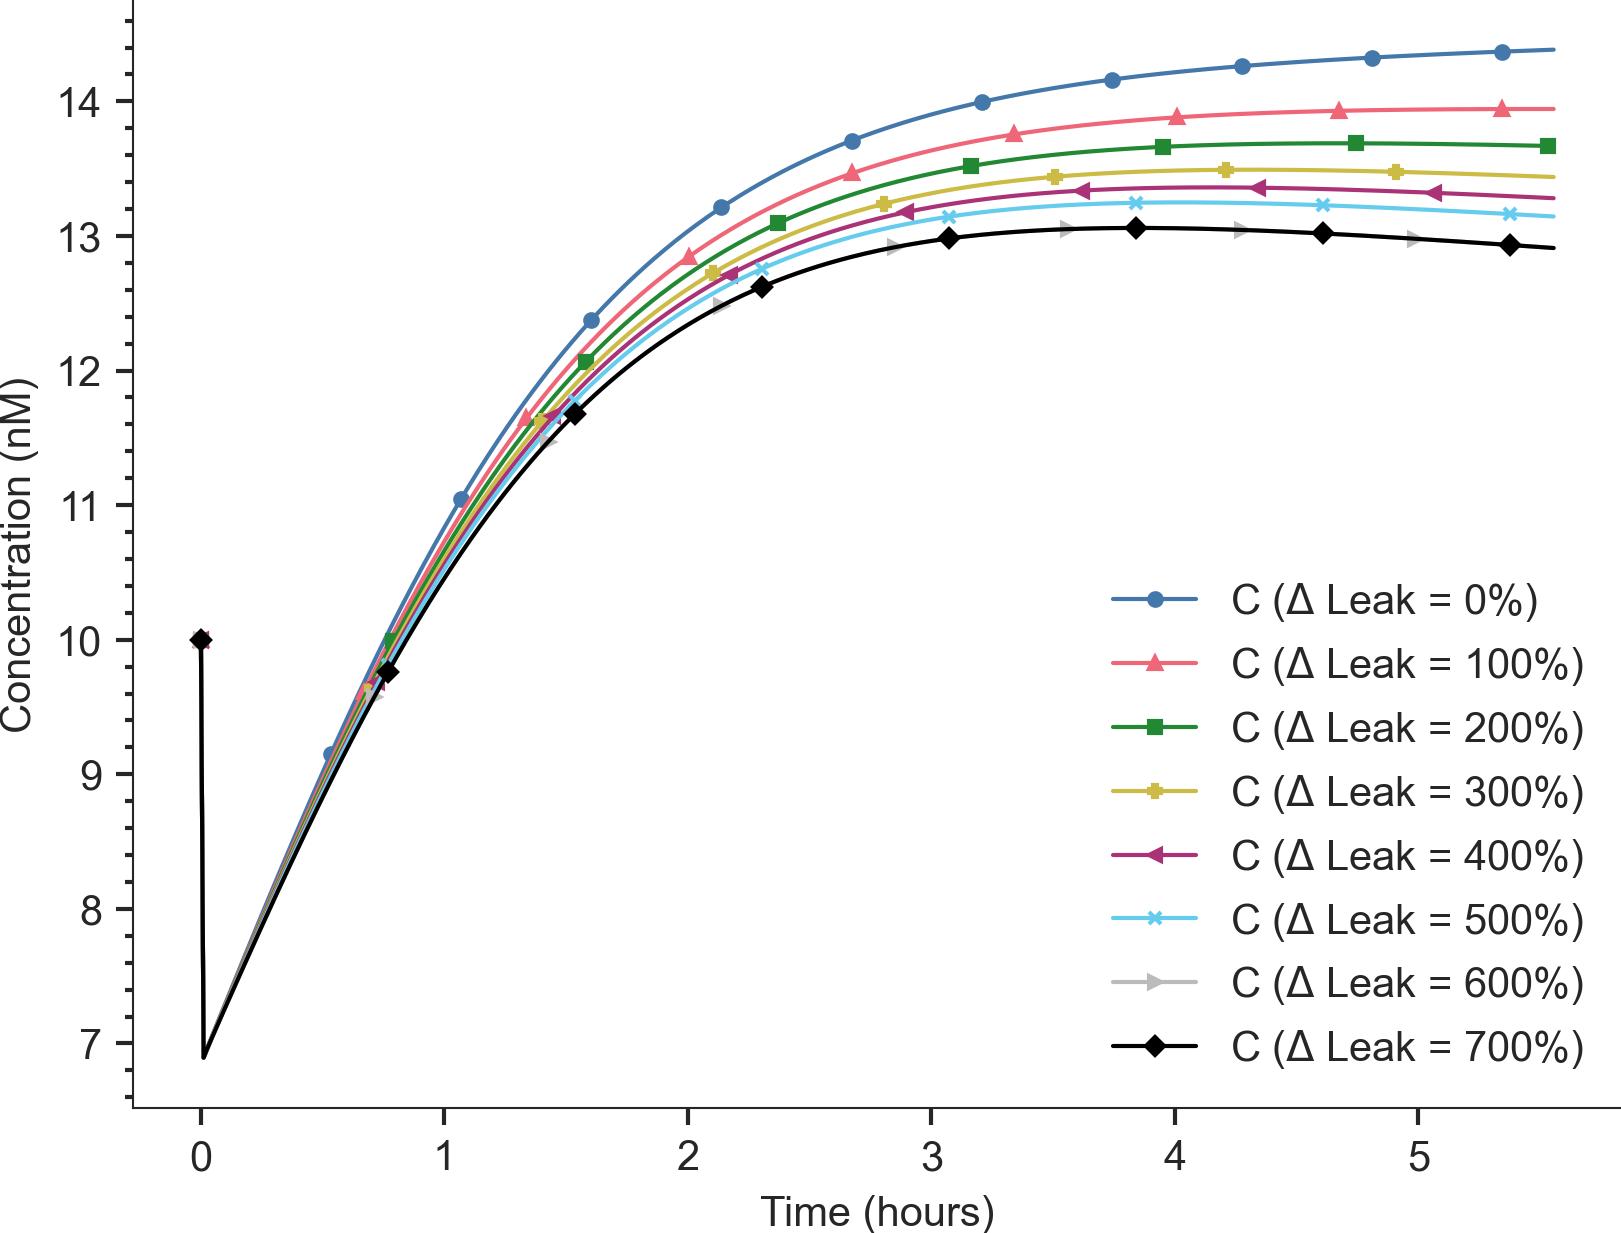 Concentration (nM)
14
13
12
11
10
9
8
7
C (Δ Leak = 0%)
C (Δ Leak = 100%)
C (Δ Leak = 200%)
C (Δ Leak = 300%)
C (Δ Leak = 400%)
C (Δ Leak = 500%)
C (Δ Leak = 600%)
C (Δ Leak = 700%)
0 1 2 3 4 5
Time (hours)